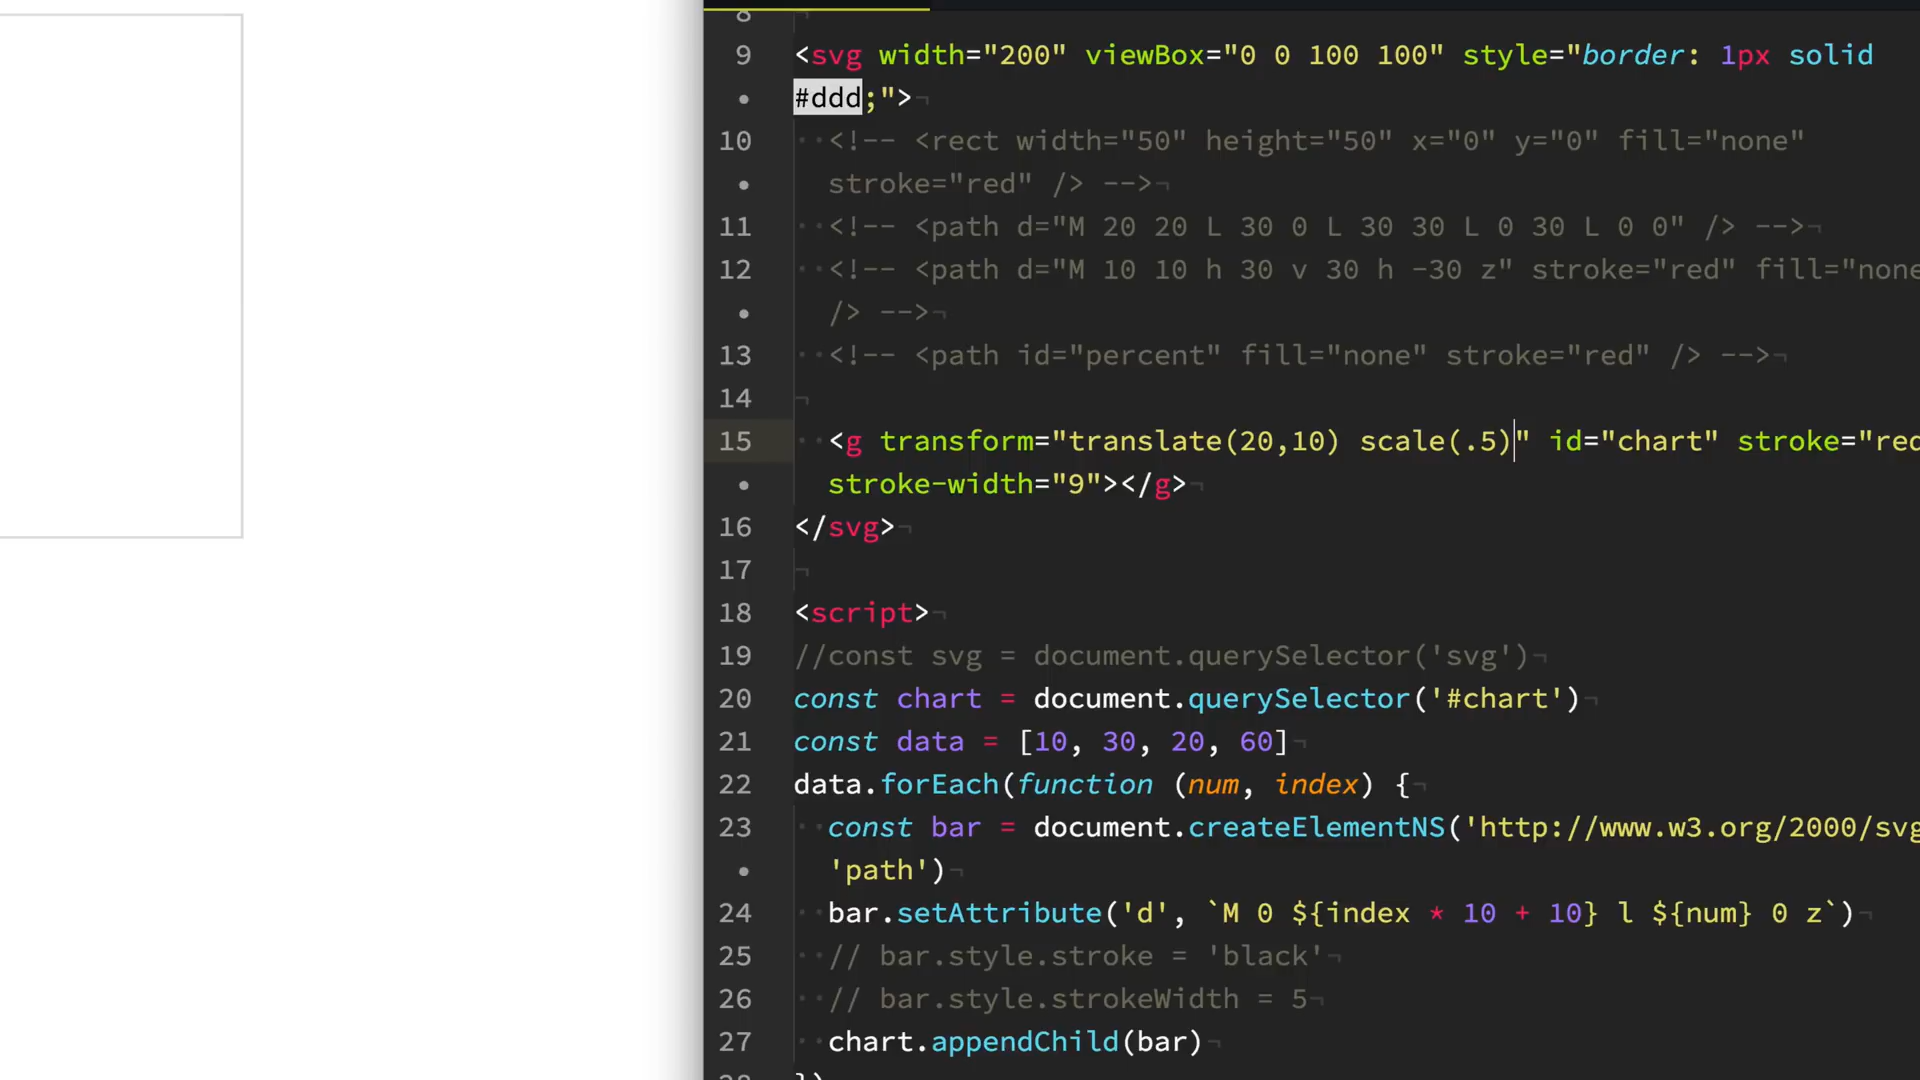 8
9 <svg width="200" viewBox="0 0 100 100" style="border: 1px solid
#ddd;">
10 <!-- <rect width="50" height="50" x="0" y="0" fill="none"
stroke="red" /> -->
11 <!-- <path d="M 20 20 L 30 0 L 30 30 L 0 30 L 0 0" /> -->
12 <!-- <path d="M 10 10 h 30 v 30 h -30 z" stroke="red" fill="none
/> -->
13 <!-- <path id="percent" fill="none" stroke="red" /> -->
14
15 <g transform="translate(20,10) scale(.5)" id="chart" stroke="red
stroke-width="9"></g>
16 </svg>
17
18 <script>
19 //const svg = document.querySelector('svg')
20 const chart = document.querySelector('#chart')
21 const data = [10, 30, 20, 60]
22 data.forEach(function (num, index) {
23 const bar = document.createElementNS('http://www.w3.org/2000/svg
'path')
24 bar.setAttribute('d', `M 0 ${index * 10 + 10} l ${num} 0 z`)
25 // bar.style.stroke = 'black'
26 // bar.style.strokeWidth = 5
27 chart.appendChild(bar)
28 })